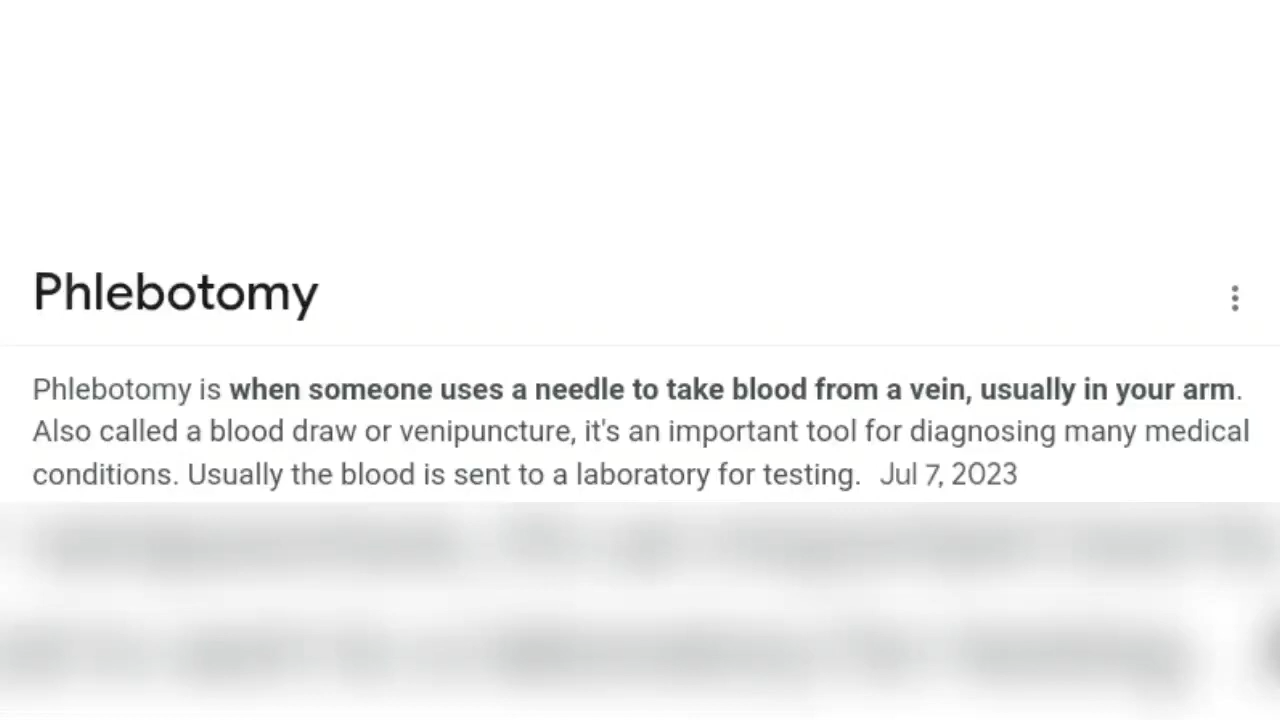 Phlebotomy
Phlebotomy is when someone uses a needle to take blood from a vein, usually in your arm.
Also called a blood draw or venipuncture, it's an important tool for diagnosing many medical
conditions. Usually the blood is sent to a laboratory for testing. Jul 7, 2023